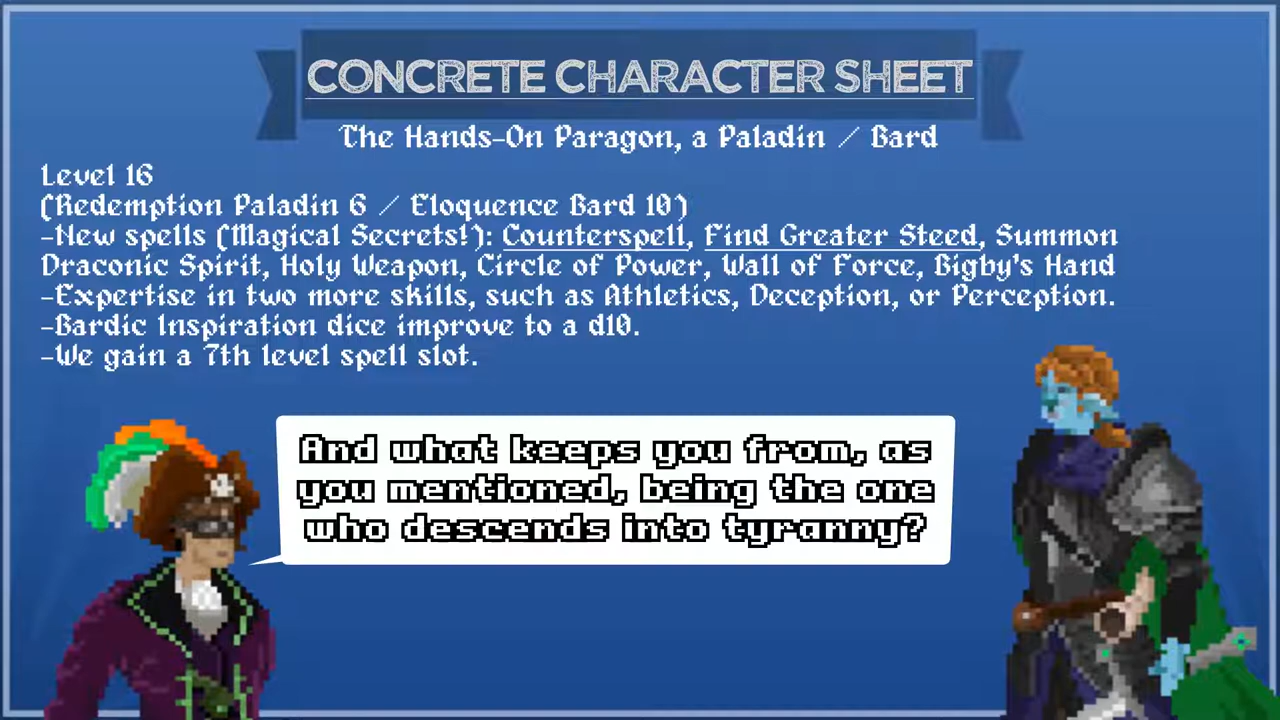 CONCRETE CHARACTER SHEET
The Hands-On Paragon, a Paladin / Bard
Level 16
(Redemption Paladin 6 / Eloquence Bard 10)
-New spells (Magical Secrets!): Counterspell, Find Greater Steed, Summon
Draconic Spirit, Holy Weapon, Circle of Power, Wall of Force, Bigby's Hand
-Expertise in two more skills, such as Athletics, Deception, or Perception.
-Bardic Inspiration dice improve to a d10.
-We gain a 7th level spell slot.
And what keeps you from, as
you mentioned, being the one
who descends into tyranny?